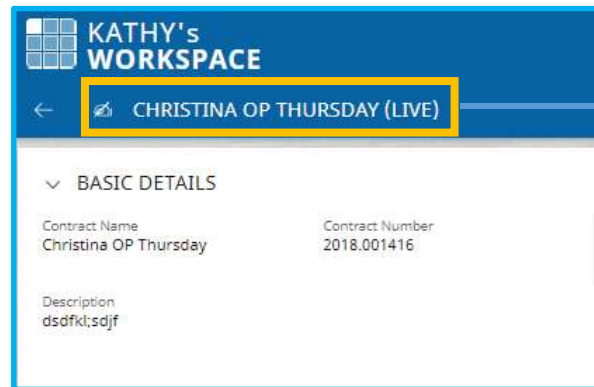 KATHY's
WORKSPACE
CHRISTINA OP THURSDAY (LIVE)
BASIC DETAILS
Contract Name Contract Number
Christina OP Thursday 2018.001416
Description
dsdfkl;sdjf